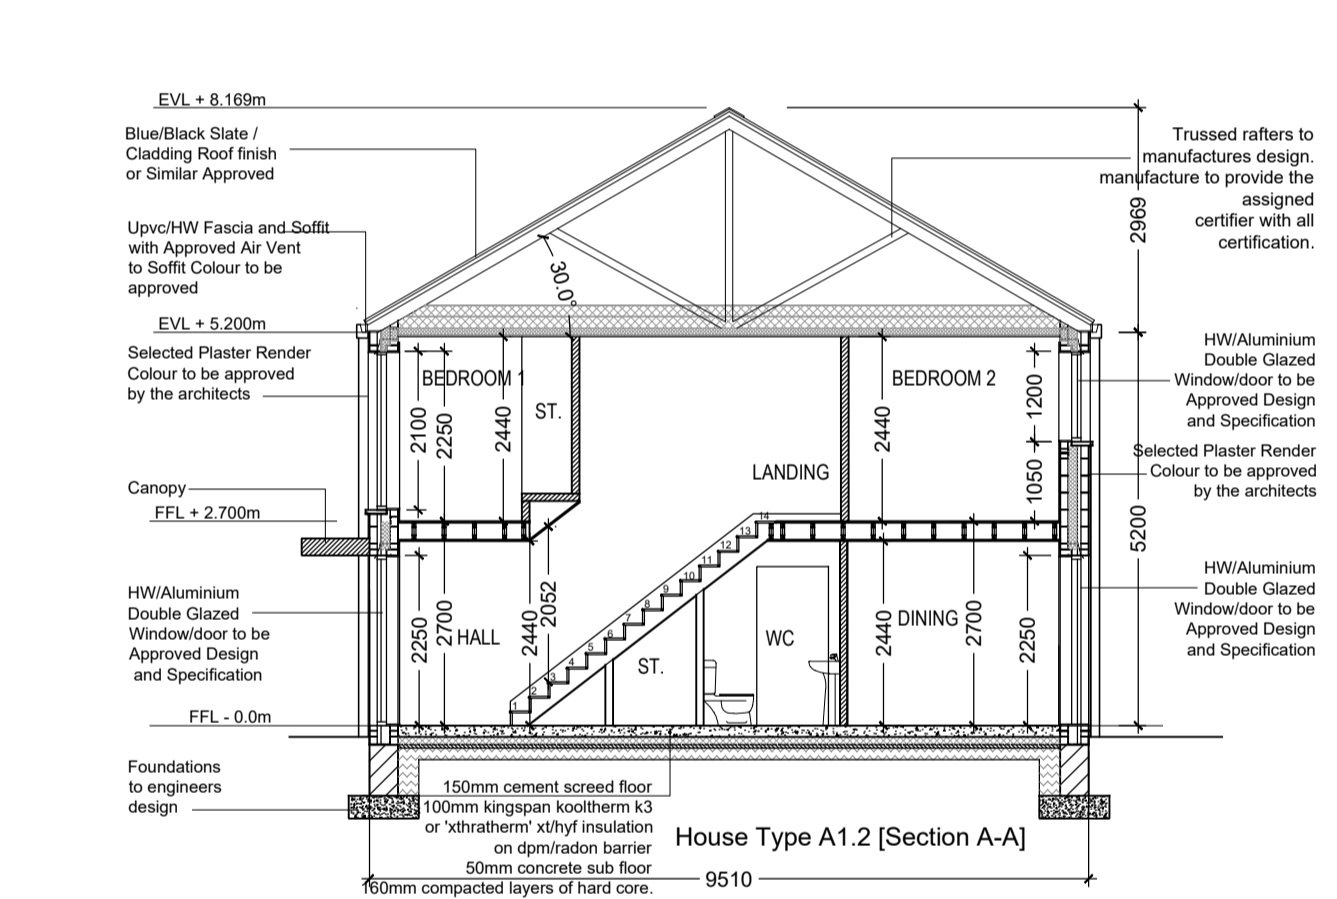 EVL + 8.169m
Blue/Black Slate /
Cladding Roof finish
or Similar Approved
Upvc/HW Fascia and Soffit
with Approved Air Vent
to Soffit Colour to be
approved
EVL + 5.200m
Selected Plaster Render
Colour to be approved
by the architects
Canopy
FFL + 2.700m
HW/Aluminium
Double Glazed
Window/door to be
Approved Design
and Specification
FFL - 0.0m
Foundations
to engineers
design
30.0°
BEDROOM 1
ST.
2100
2250
2440
LANDING
BEDROOM 2
2440
1200
1050
HALL
2250
2700
2440
2052
1
2
3
4
5
6
7
8
9
10
11
12
13
14
ST.
WC
DINING
2440
2700
2250
Trussed rafters to
manufactures design.
manufacture to provide the
assigned
certifier with all
certification.
2969
5200
HW/Aluminium
Double Glazed
Window/door to be
Approved Design
and Specification
Selected Plaster Render
Colour to be approved
by the architects
HW/Aluminium
Double Glazed
Window/door to be
Approved Design
and Specification
150mm cement screed floor
100mm kingspan kooltherm k3
or 'xthratherm' xt/hyf insulation
on dpm/radon barrier
50mm concrete sub floor
160mm compacted layers of hard core.
House Type A1.2 [Section A-A]
9510